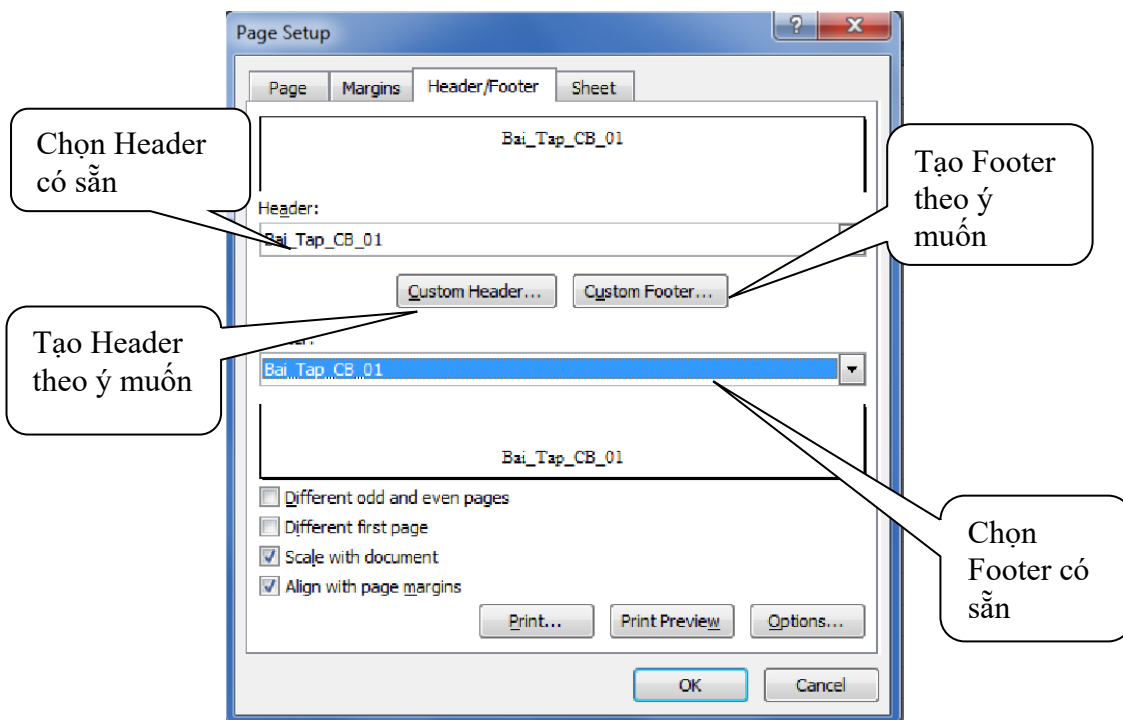 Page Setup
Page Margins Header/Footer Sheet
Bai_Tap_CB_01
Chọn Header
có sẵn
Tạo Footer
theo ý
muốn
Header:
Bai_Tap_CB_01
Custom Header... Custom Footer...
Tạo Header
theo ý muốn
Bai_Tap_CB_01
Bai_Tap_CB_01
Different odd and even pages
Different first page
Scale with document
Align with page margins
Chọn
Footer có
sẵn
Print... Print Preview Options...
OK Cancel